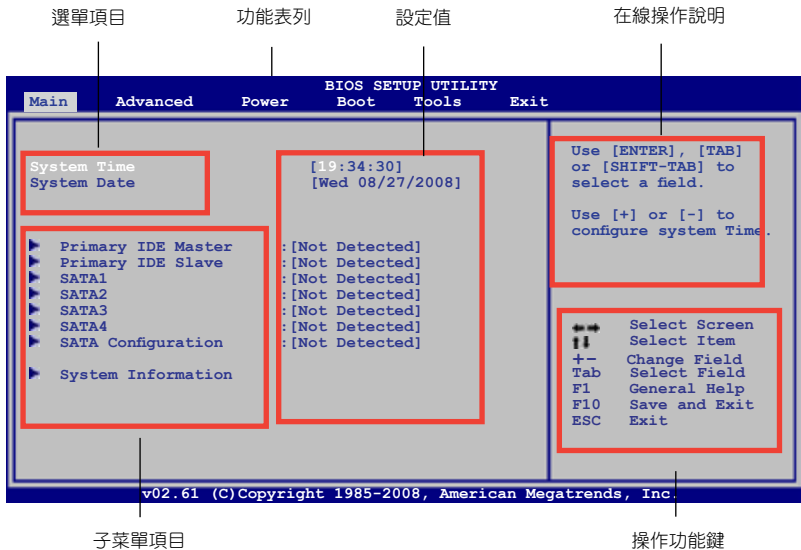 選單項目 功能表列 設定值 在線操作說明
BIOS SETUP UTILITY
Main Advanced Power Boot Tools Exit
System Time [19:34:30]
System Date [Wed 08/27/2008]
Primary IDE Master :[Not Detected]
Primary IDE Slave :[Not Detected]
SATA1 :[Not Detected]
SATA2 :[Not Detected]
SATA3 :[Not Detected]
SATA4 :[Not Detected]
SATA Configuration :[Not Detected]
System Information
Use [ENTER], [TAB]
or [SHIFT-TAB] to
select a field.
Use [+] or [-] to
configure system Time.
←→ Select Screen
↑↓ Select Item
+- Change Field
Tab Select Field
F1 General Help
F10 Save and Exit
ESC Exit
v02.61 (C)Copyright 1985-2008, American Megatrends, Inc.
子菜單項目 操作功能鍵